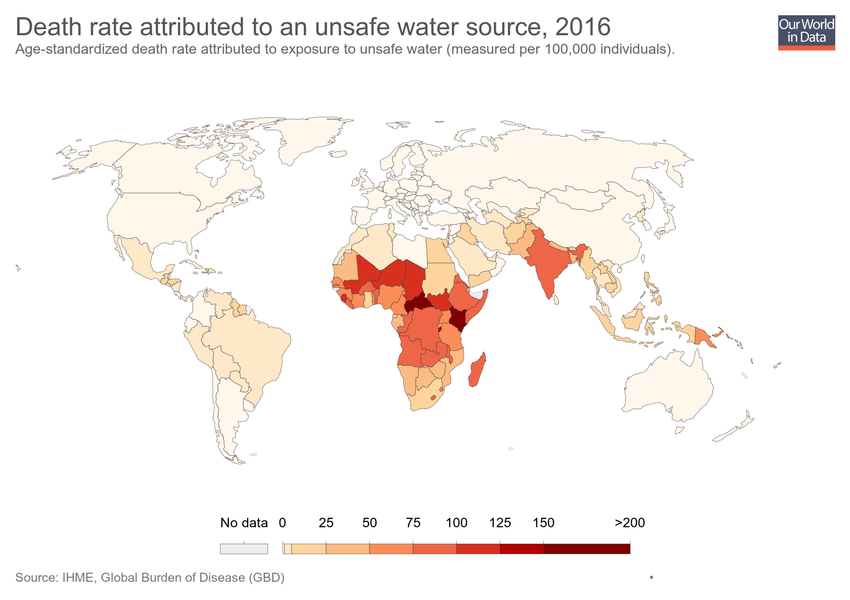 Death rate attributed to an unsafe water source, 2016
Our World
in Data
Age-standardized death rate attributed to exposure to unsafe water (measured per 100,000 individuals).
No data 0 25 50 75 100 125 150 >200
Source: IHME, Global Burden of Disease (GBD)